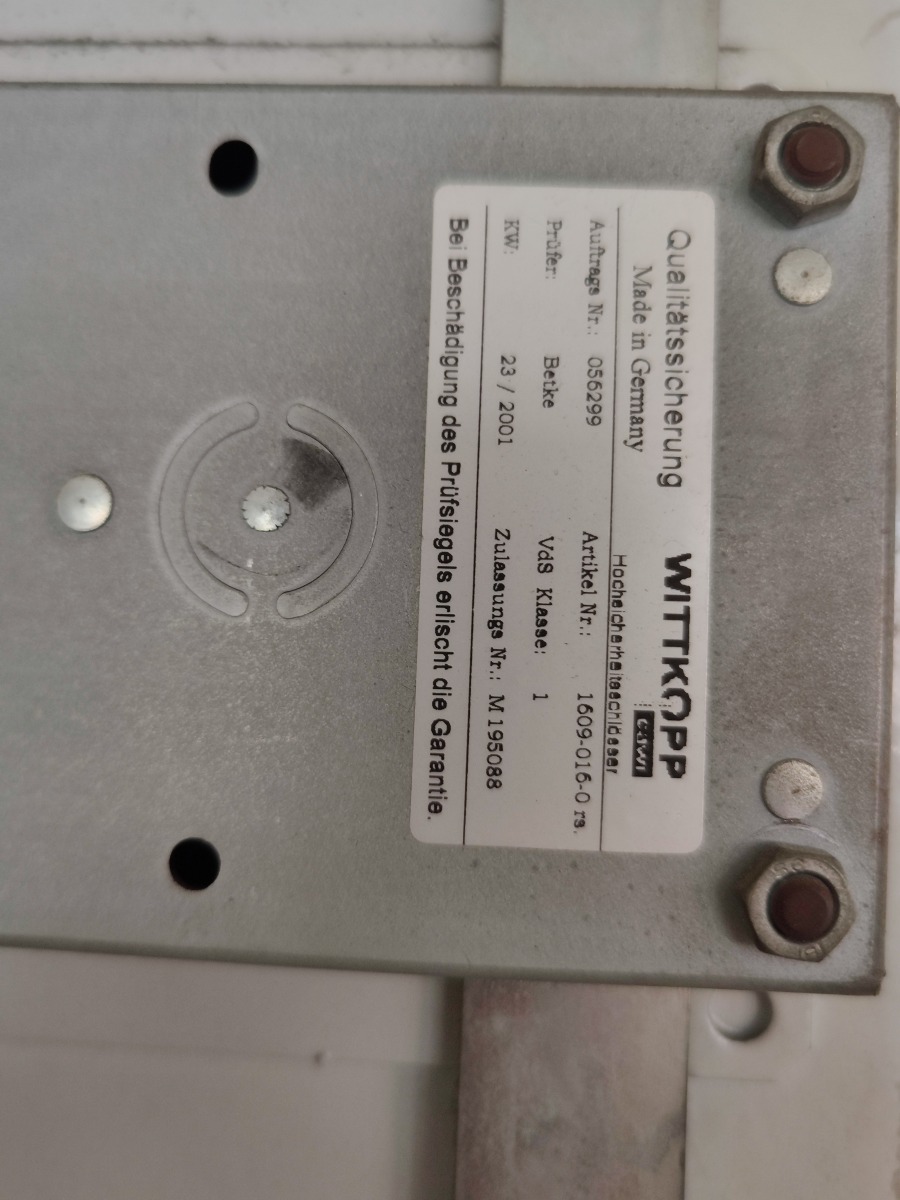 Qualitätssicherung
Made in Germany
WITTKOPP
CAWI
Hochsicherheitsschlösser
Auftrags Nr.: 056299 Artikel Nr.: 1609-016-0 rs.
Prüfer: Betke VdS Klasse: 1
KW: 23 / 2001 Zulassungs Nr.: M 195088
Bei Beschädigung des Prüfsiegels erlischt die Garantie.